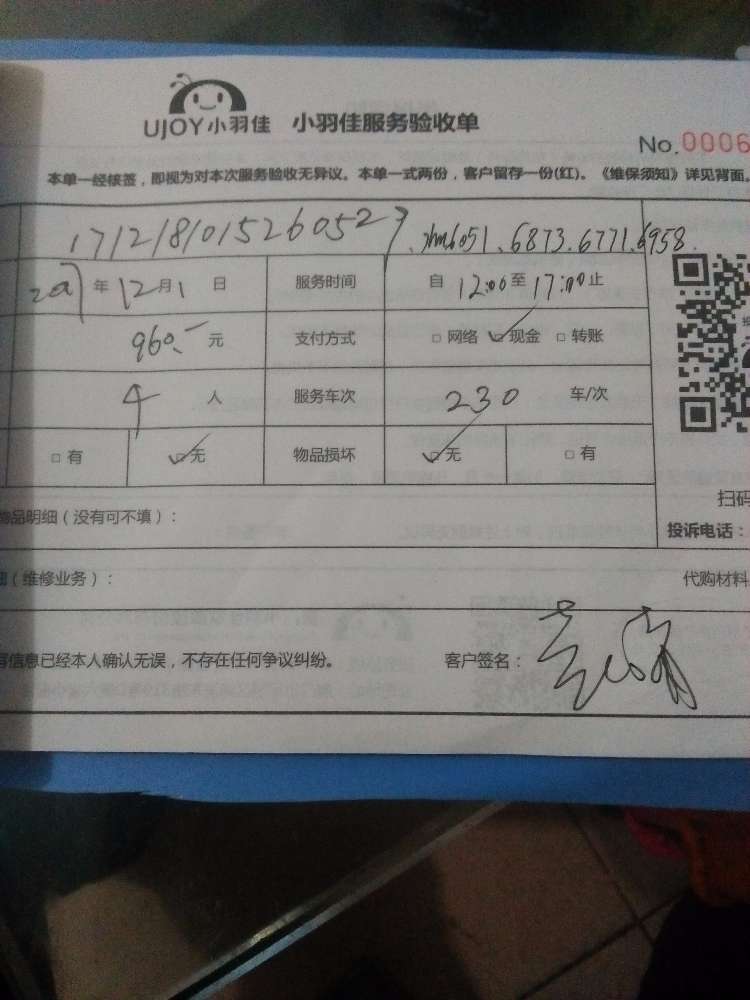 UJOY小羽佳 小羽佳服务验收单
No.0006
本单一经核签，即视为对本次服务验收无异议。本单一式两份，客户留存一份(红)。《维保须知》详见背面。
1712181015260527、 6051.6873.6771.6958
年12月1日 服务时间 自12:00至17:00止
960.-元 支付方式 □网络 ☑现金 □转账
4人 服务车次 230车/次
□有 ☑无 物品损坏 ☑无 □有
物品明细（没有可不填）：
扫码
投诉电话：
（维修业务）： 代购材料
信息已经本人确认无误，不存在任何争议纠纷。 客户签名：